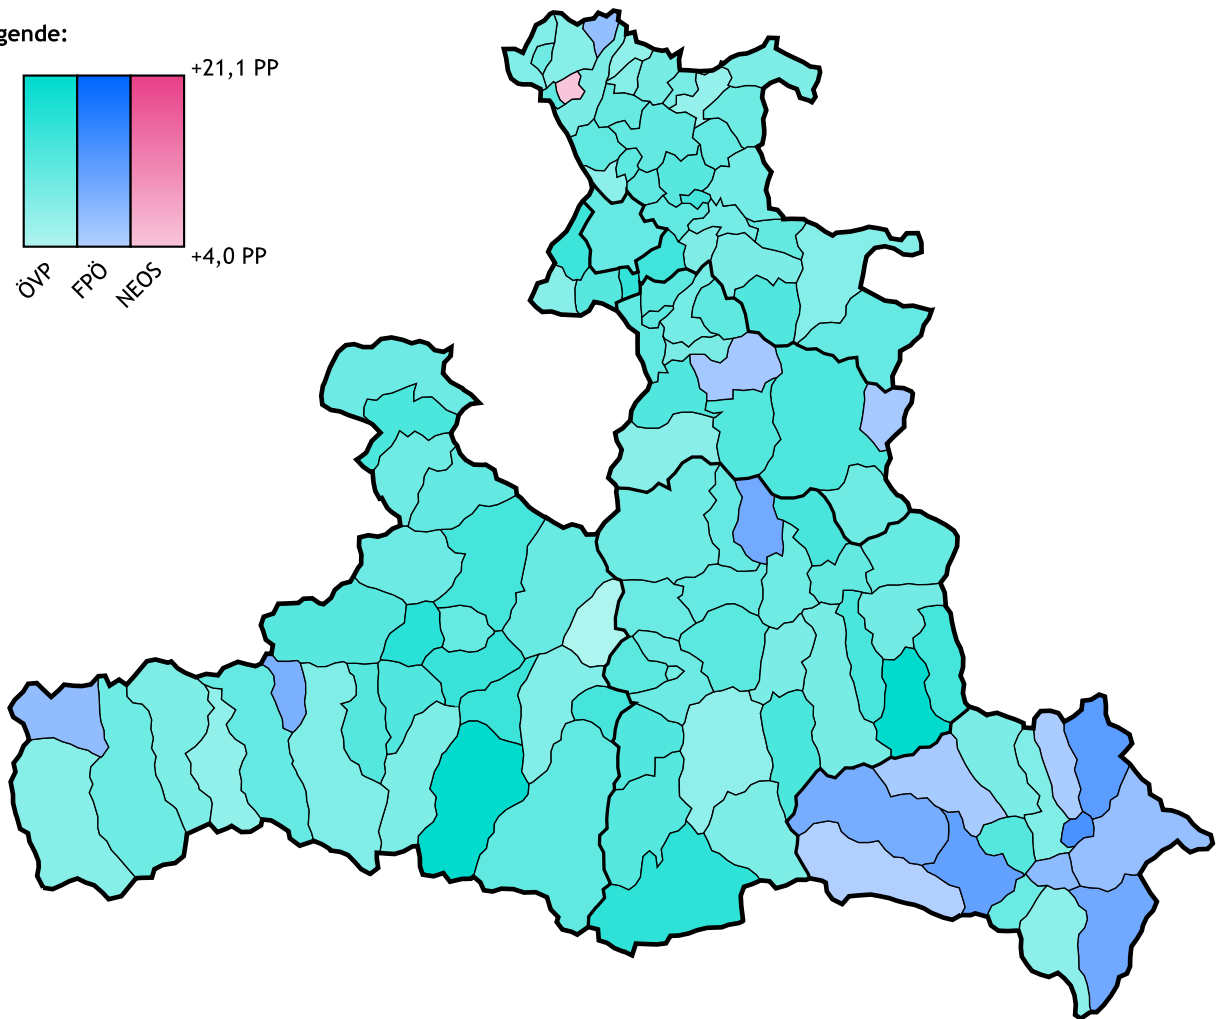 gende:
+21,1 PP
+4,0 PP
ÖVP
FPÖ
NEOS